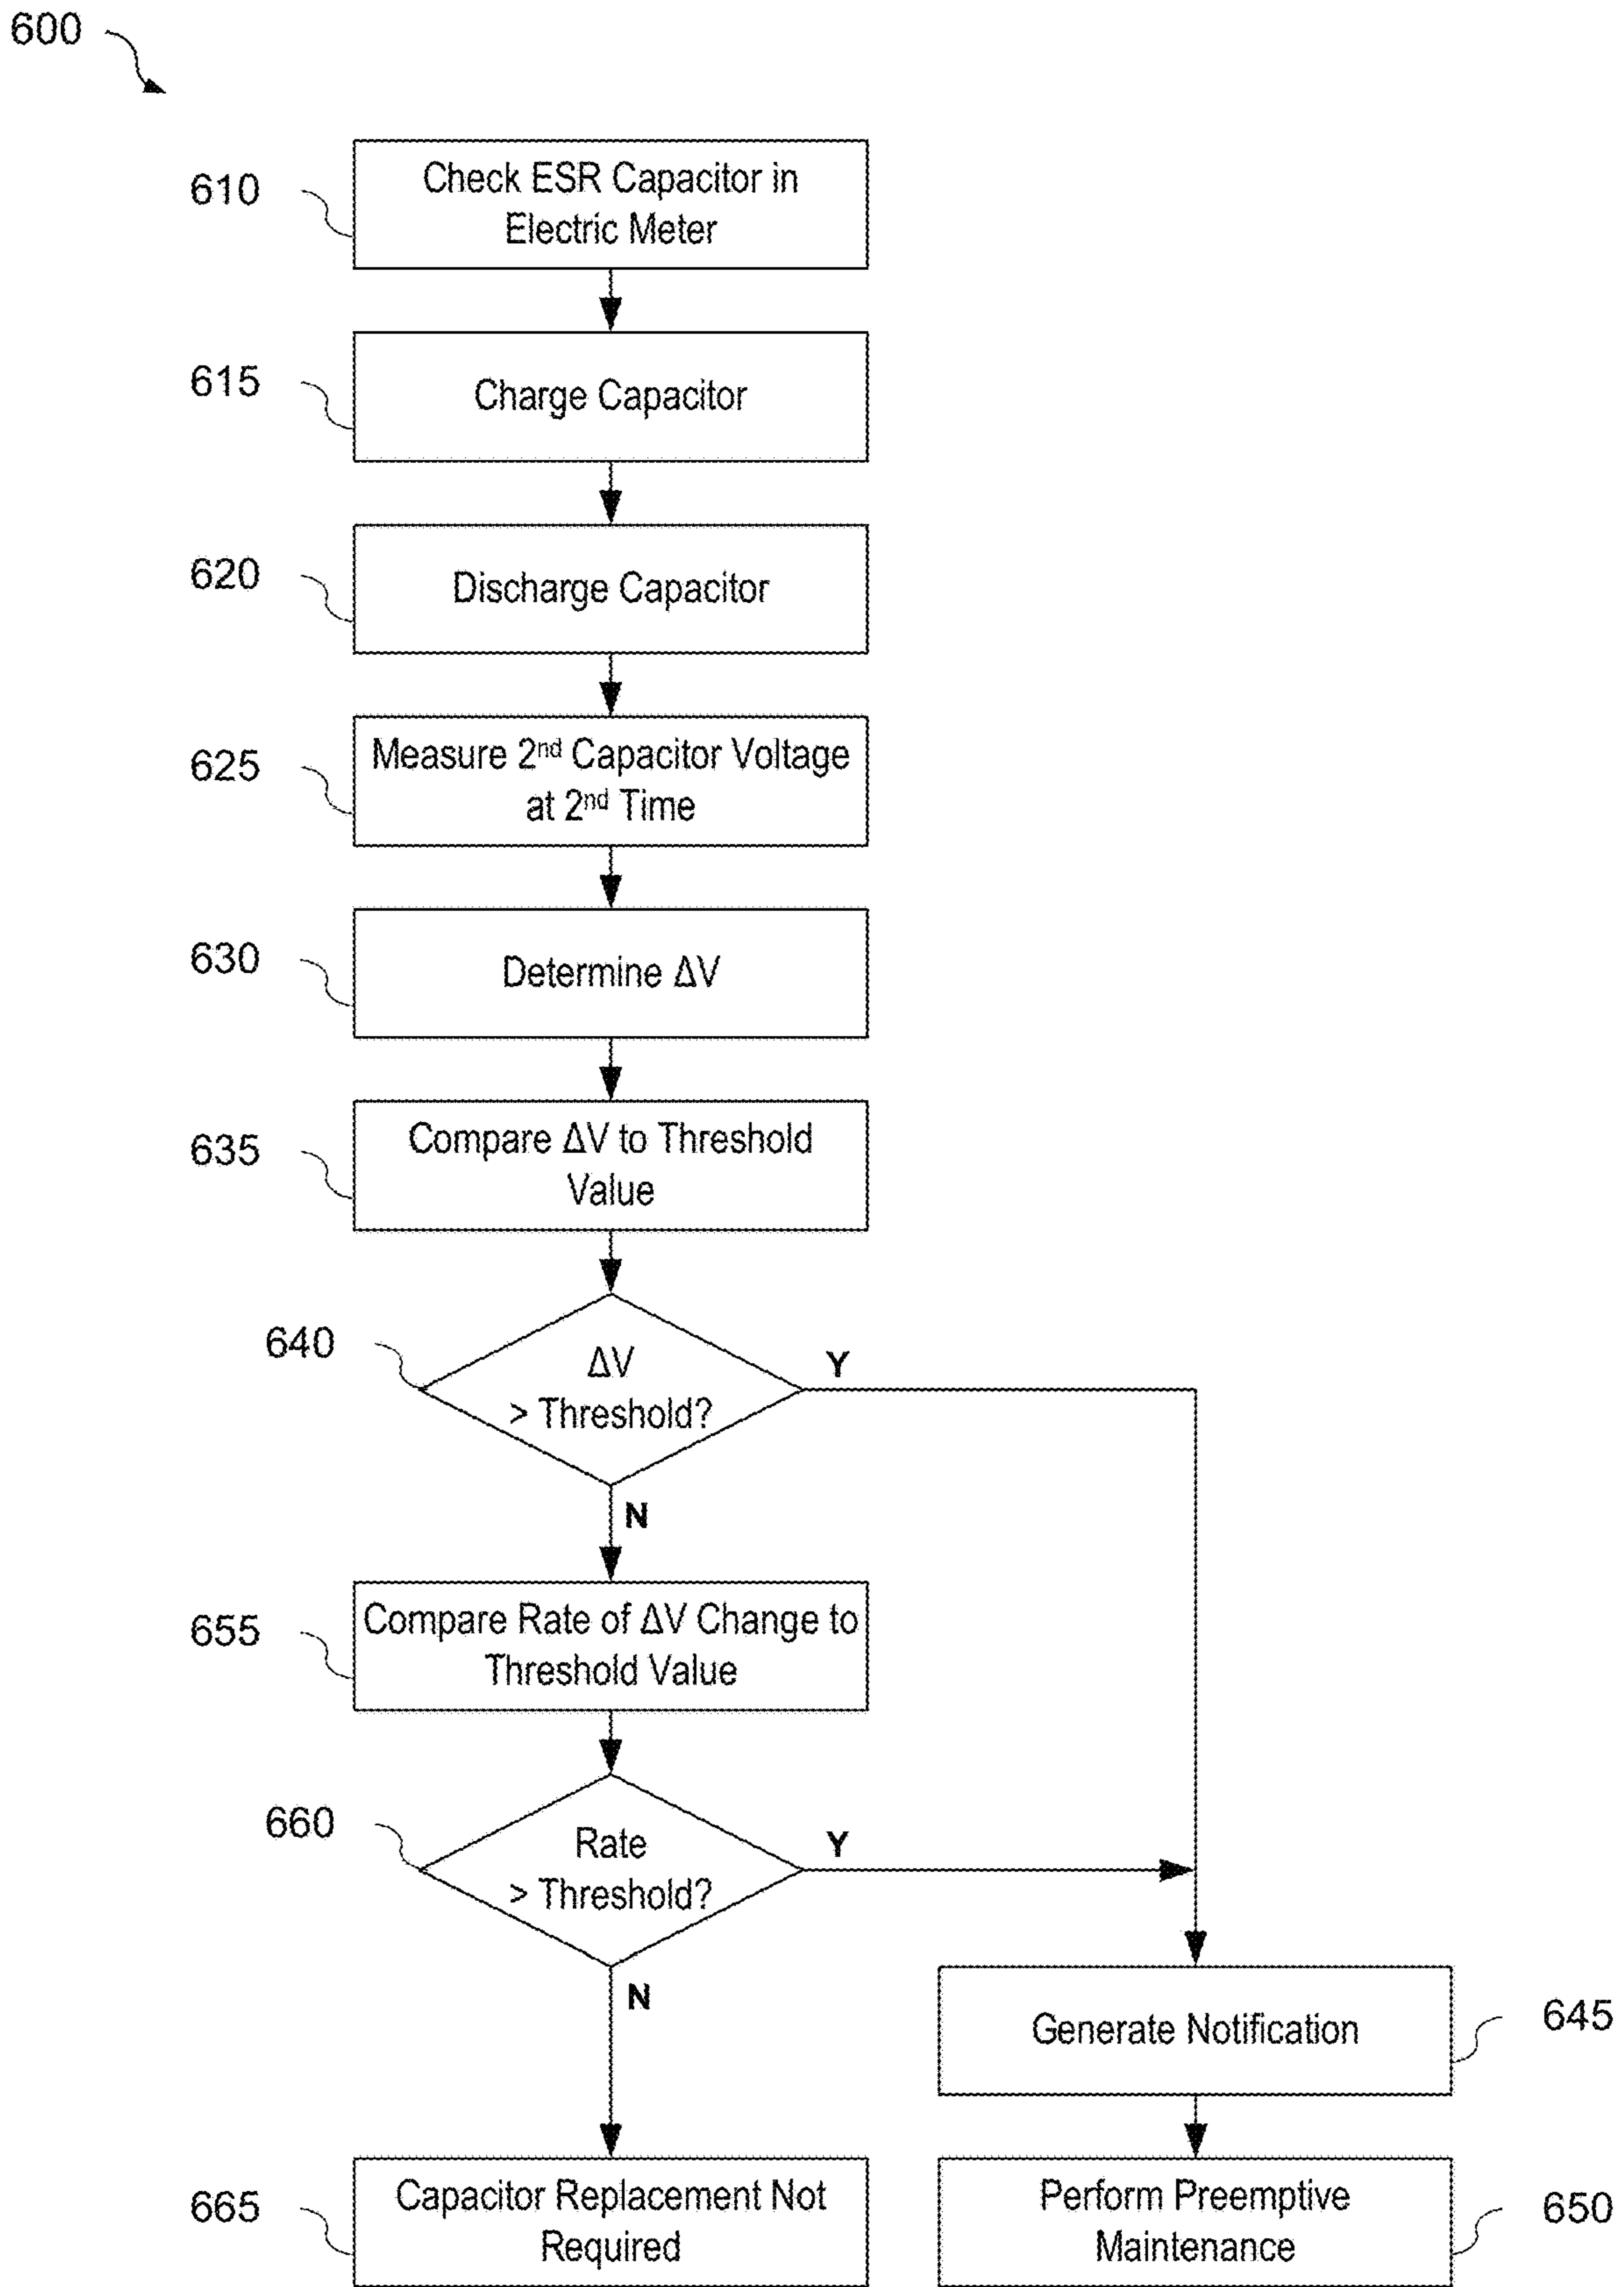 600
610
Check ESR Capacitor in
Electric Meter
615
Charge Capacitor
620
Discharge Capacitor
625
Measure 2nd Capacitor Voltage
at 2nd Time
630
Determine ΔV
635
Compare ΔV to Threshold
Value
640
ΔV
> Threshold?
Y
N
655
Compare Rate of ΔV Change to
Threshold Value
660
Rate
> Threshold?
Y
N
Generate Notification
645
665
Capacitor Replacement Not
Required
Perform Preemptive
Maintenance
650